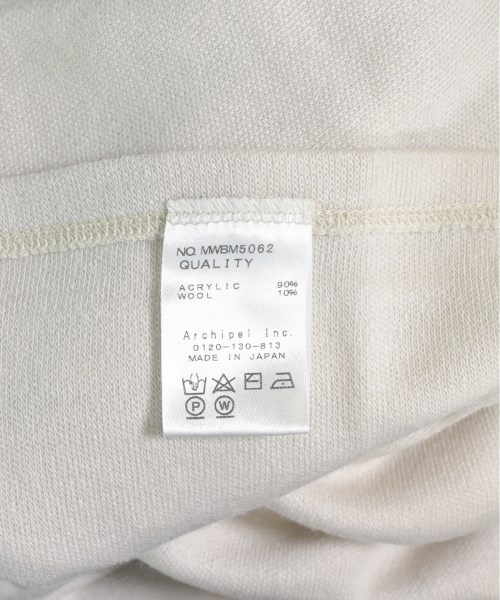 NO. MWBM5062
QUALITY
ACRYLIC 90%
WOOL 10%
Archipel Inc.
0120-130-813
MADE IN JAPAN
P W